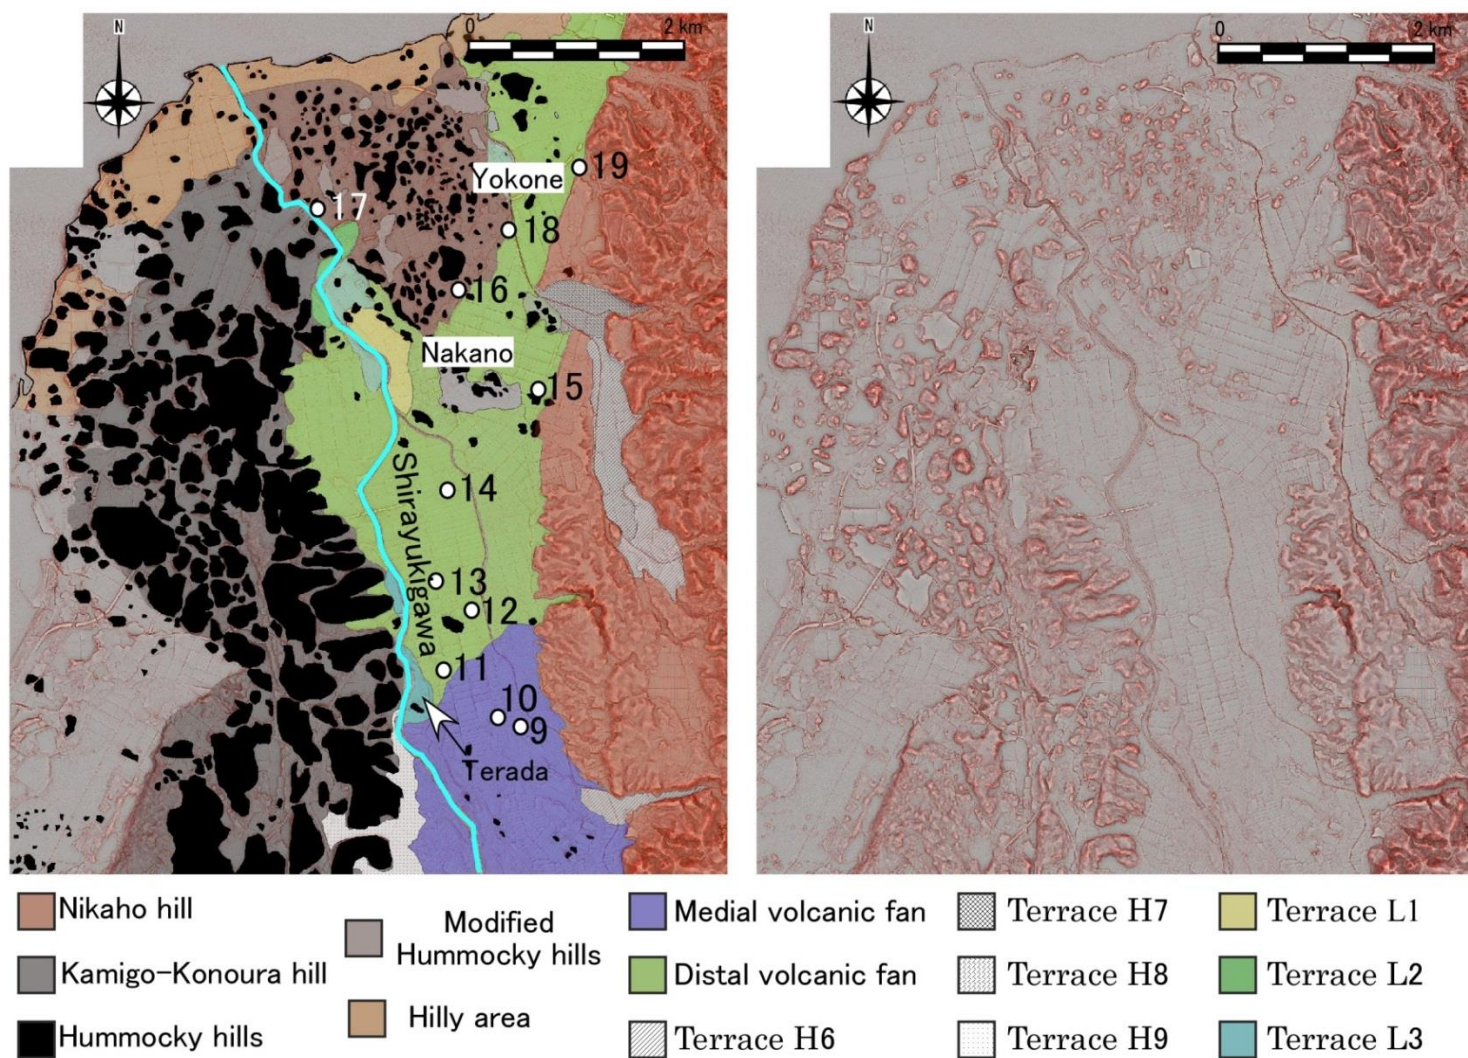 N
0
2 km
N
0
2 km
19
Yokone
17
18
16
Nakano
15
Shirayukigawa
14
13
12
11
10
9
Terada
Nikaho hill
Kamigo-Konoura hill
Hummocky hills
Modified
Hummocky hills
Hilly area
Medial volcanic fan
Distal volcanic fan
Terrace H6
Terrace H7
Terrace H8
Terrace H9
Terrace L1
Terrace L2
Terrace L3